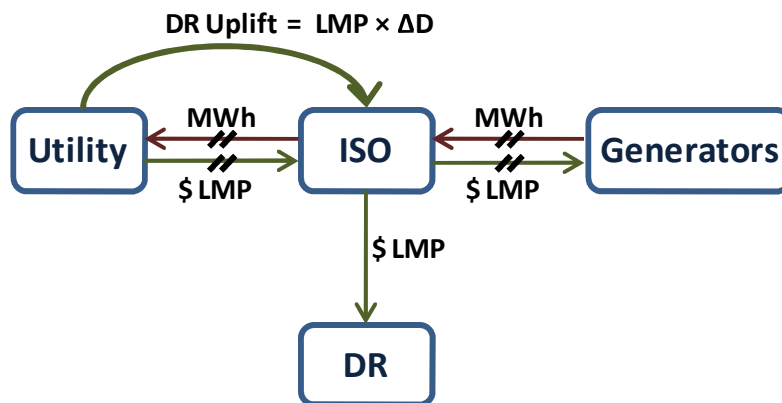 DR Uplift = LMP × ΔD
MWh
MWh
Utility
ISO
Generators
$ LMP
$ LMP
$ LMP
DR